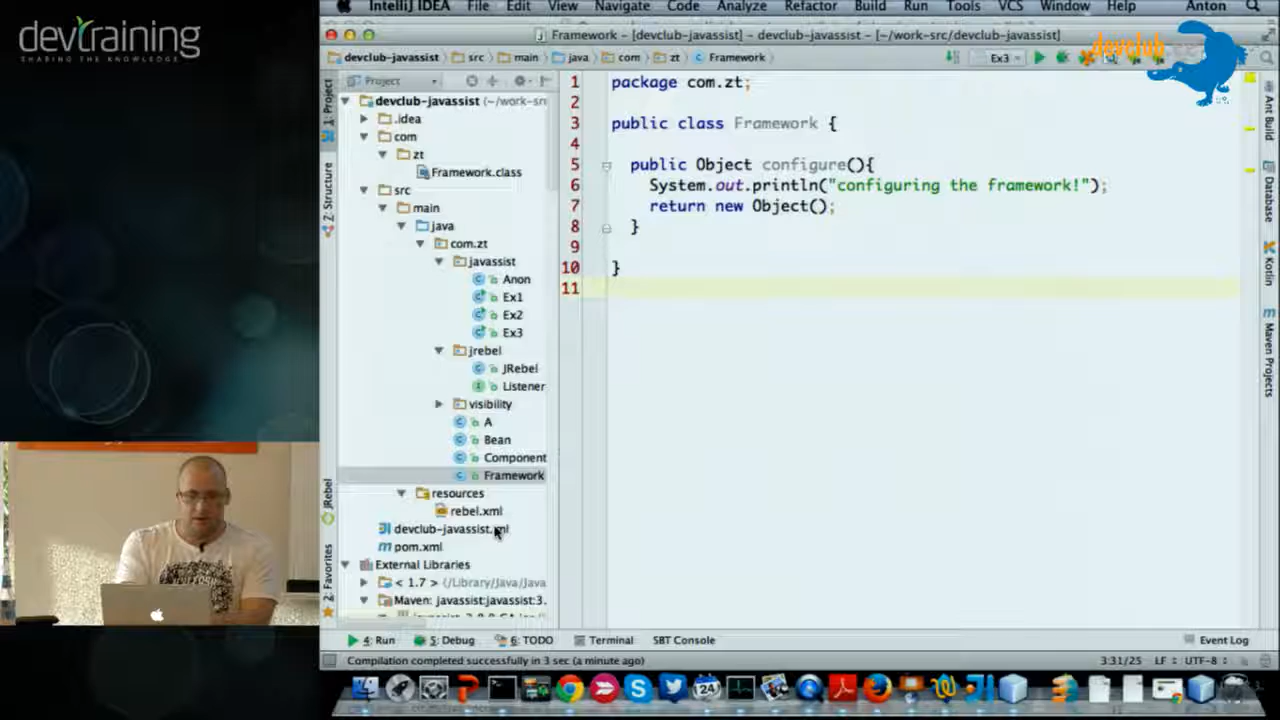 devtraining
SHARING THE KNOWLEDGE
IntelliJ IDEA File Edit View Navigate Code Analyze Refactor Build Run Tools VCS Window Help Anton
Framework – [devclub-javassist] – devclub-javassist – [~/work-src/devclub-javassist]
devclub
devclub-javassist src main java com zt Framework Ex3
1: Project
Project
devclub-javassist (~/work-sr
.idea
com
zt
Framework.class
src
main
java
com.zt
javassist
Anon
Ex1
Ex2
Ex3
jrebel
JRebel
Listener
visibility
A
Bean
Component
Framework
resources
rebel.xml
devclub-javassist.iml
pom.xml
External Libraries
< 1.7 > (/Library/Java/Java
Maven: javassist:javassist:3.
Z: Structure
JRebel
2: Favorites
1 package com.zt;
2
3 public class Framework {
4
5 public Object configure(){
6 System.out.println("configuring the framework!");
7 return new Object();
8 }
9
10 }
11
Ant Build
Database
Kotlin
Maven Projects
4: Run 5: Debug 6: TODO Terminal SBT Console Event Log
Compilation completed successfully in 3 sec (a minute ago) 3:31/25 LF UTF-8
24